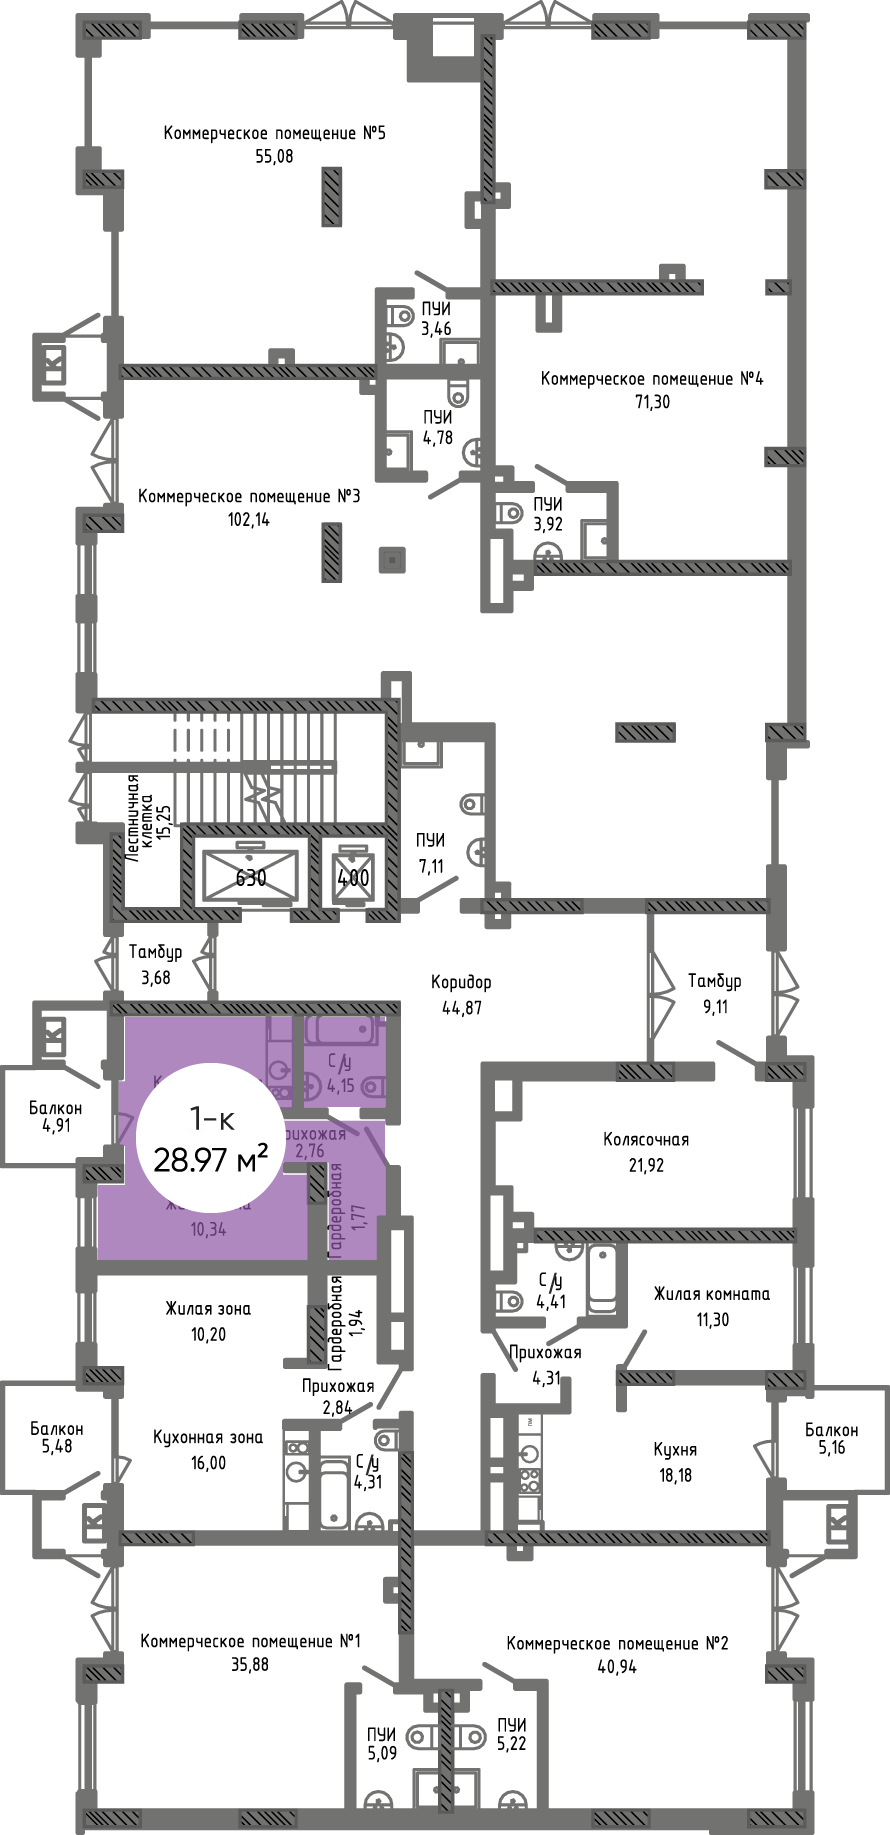 Коммерческое помещение №5
55,08
ПУИ
3,46
Коммерческое помещение №4
71,30
К
ПУИ
4,78
Коммерческое помещение №3
102,14
ПУИ
3,92
Лестничная
клетка
15,25
ПУИ
7,11
630
400
Тамбур
3,68
Коридор
44,87
Тамбур
9,11
К
С/у
4,15
Балкон
4,91
1-к
28.97 м²
Прихожая
2,76
Колясочная
21,92
Гардеробная
1,77
10,34
С/у
4,41
Жилая комната
11,30
Жилая зона
10,20
Гардеробная
1,94
Прихожая
4,31
Прихожая
2,84
Балкон
5,48
Кухонная зона
16,00
С/у
4,31
ПМ
Кухня
18,18
Балкон
5,16
К
К
Коммерческое помещение №1
35,88
Коммерческое помещение №2
40,94
ПУИ
5,09
ПУИ
5,22